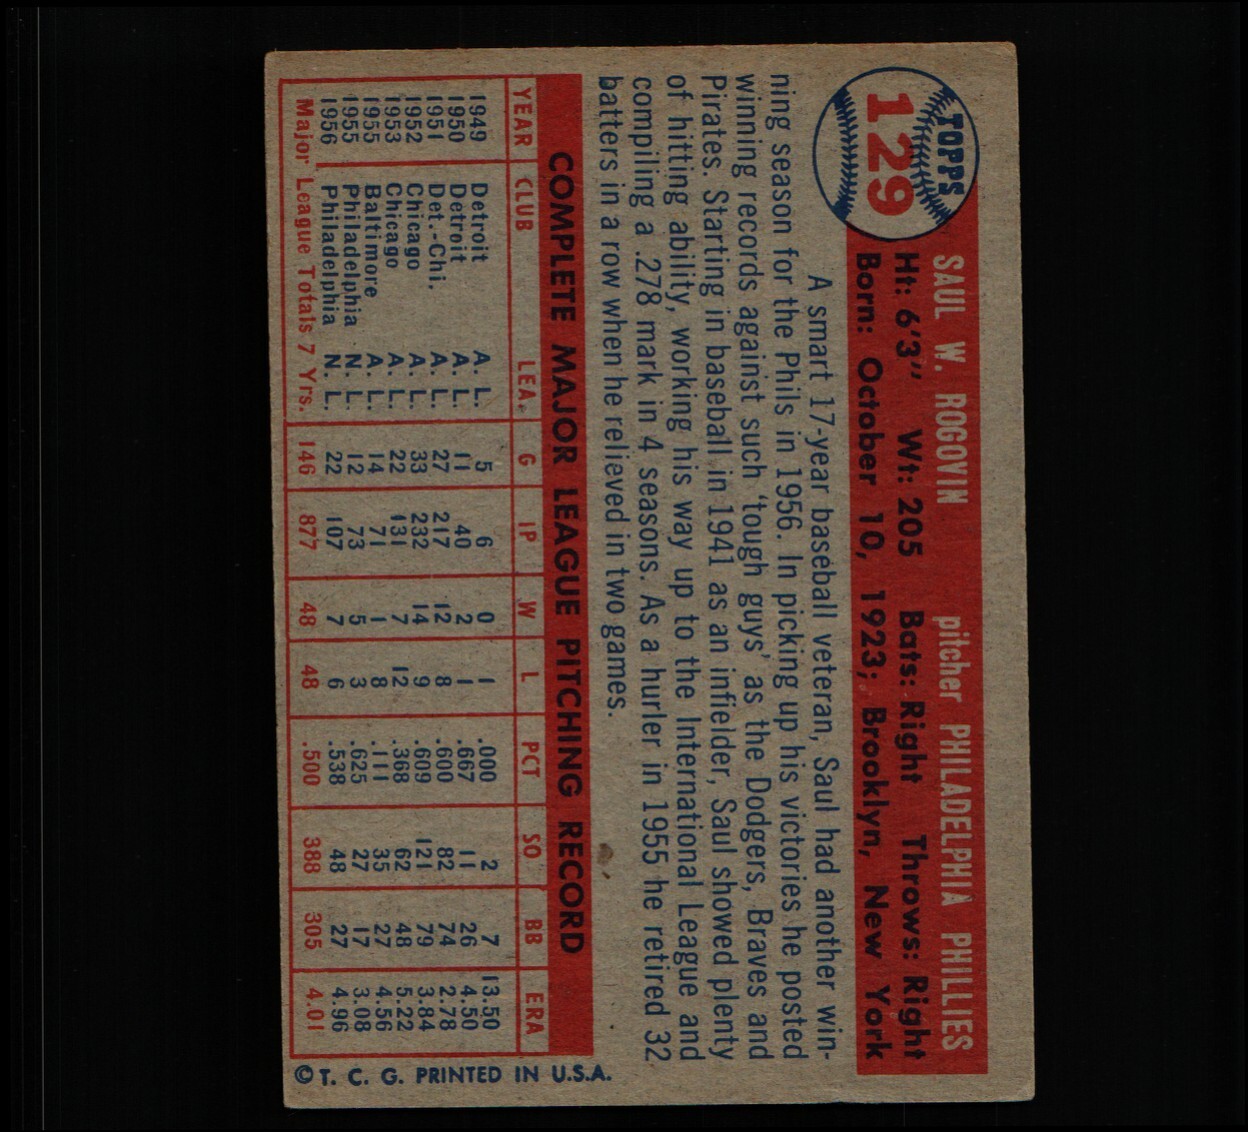 TOPPS
129
SAUL W. ROGOVIN pitcher PHILADELPHIA PHILLIES
Ht: 6'3" Wt: 205 Bats: Right Throws: Right
Born: October 10, 1923; Brooklyn, New York
A smart 17-year baseball veteran, Saul had another win-
ning season for the Phils in 1956. In picking up his victories he posted
winning records against such 'tough guys' as the Dodgers, Braves and
Pirates. Starting in baseball in 1941 as an infielder, Saul showed plenty
of hitting ability, working his way up to the International League and
compiling a .278 mark in 4 seasons. As a hurler in 1955 he retired 32
batters in a row when he relieved in two games.
COMPLETE MAJOR LEAGUE PITCHING RECORD
YEAR CLUB LEA. G IP W L PCT SO BB ERA
1949 Detroit A. L. 5 6 0 1 .000 2 7 13.50
1950 Detroit A. L. 11 40 2 1 .667 11 26 4.50
1951 Det.-Chi. A. L. 27 217 12 8 .600 82 74 2.78
1952 Chicago A. L. 33 232 14 9 .609 121 79 3.84
1953 Chicago A. L. 22 131 7 12 .368 62 48 5.22
1955 Baltimore A. L. 14 71 1 8 .111 35 27 4.56
1955 Philadelphia N. L. 12 73 5 3 .625 27 17 3.08
1956 Philadelphia N. L. 22 107 7 6 .538 48 27 4.96
Major League Totals 7 Yrs. 146 877 48 48 .500 388 305 4.01
© T. C. G. PRINTED IN U.S.A.